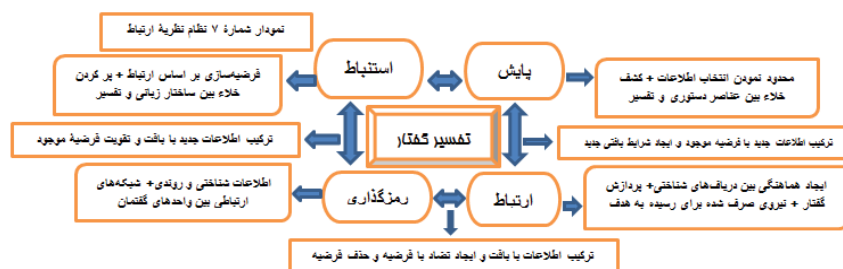 نمودار شمارۀ ۷ نظام نظریۀ ارتباط
پایش
استنباط
محدود نمودن انتخاب اطلاعات + کشف
خلاء بین عناصر دستوری و تفسیر
فرضیه‌سازی بر اساس ارتباط + پر کردن
خلاء بین ساختار زبانی و تفسیر
تفسیر گفتار
ترکیب اطلاعات جدید با فرضیه موجود و ایجاد شرایط بافتی جدید
ترکیب اطلاعات جدید با بافت و تقویت فرضیۀ موجود
ارتباط
رمزگذاری
ایجاد هماهنگی بین دریاف‌های شناختی+ پردازش
گفتار + نیروی صرف شده برای رسیده به هدف
اطلاعات شناختی و روندی+ شبکه‌های
ارتباطی بین واحدهای گفتمان
ترکیب اطلاعات با بافت و ایجاد تضاد با فرضیه و حذف فرضیه